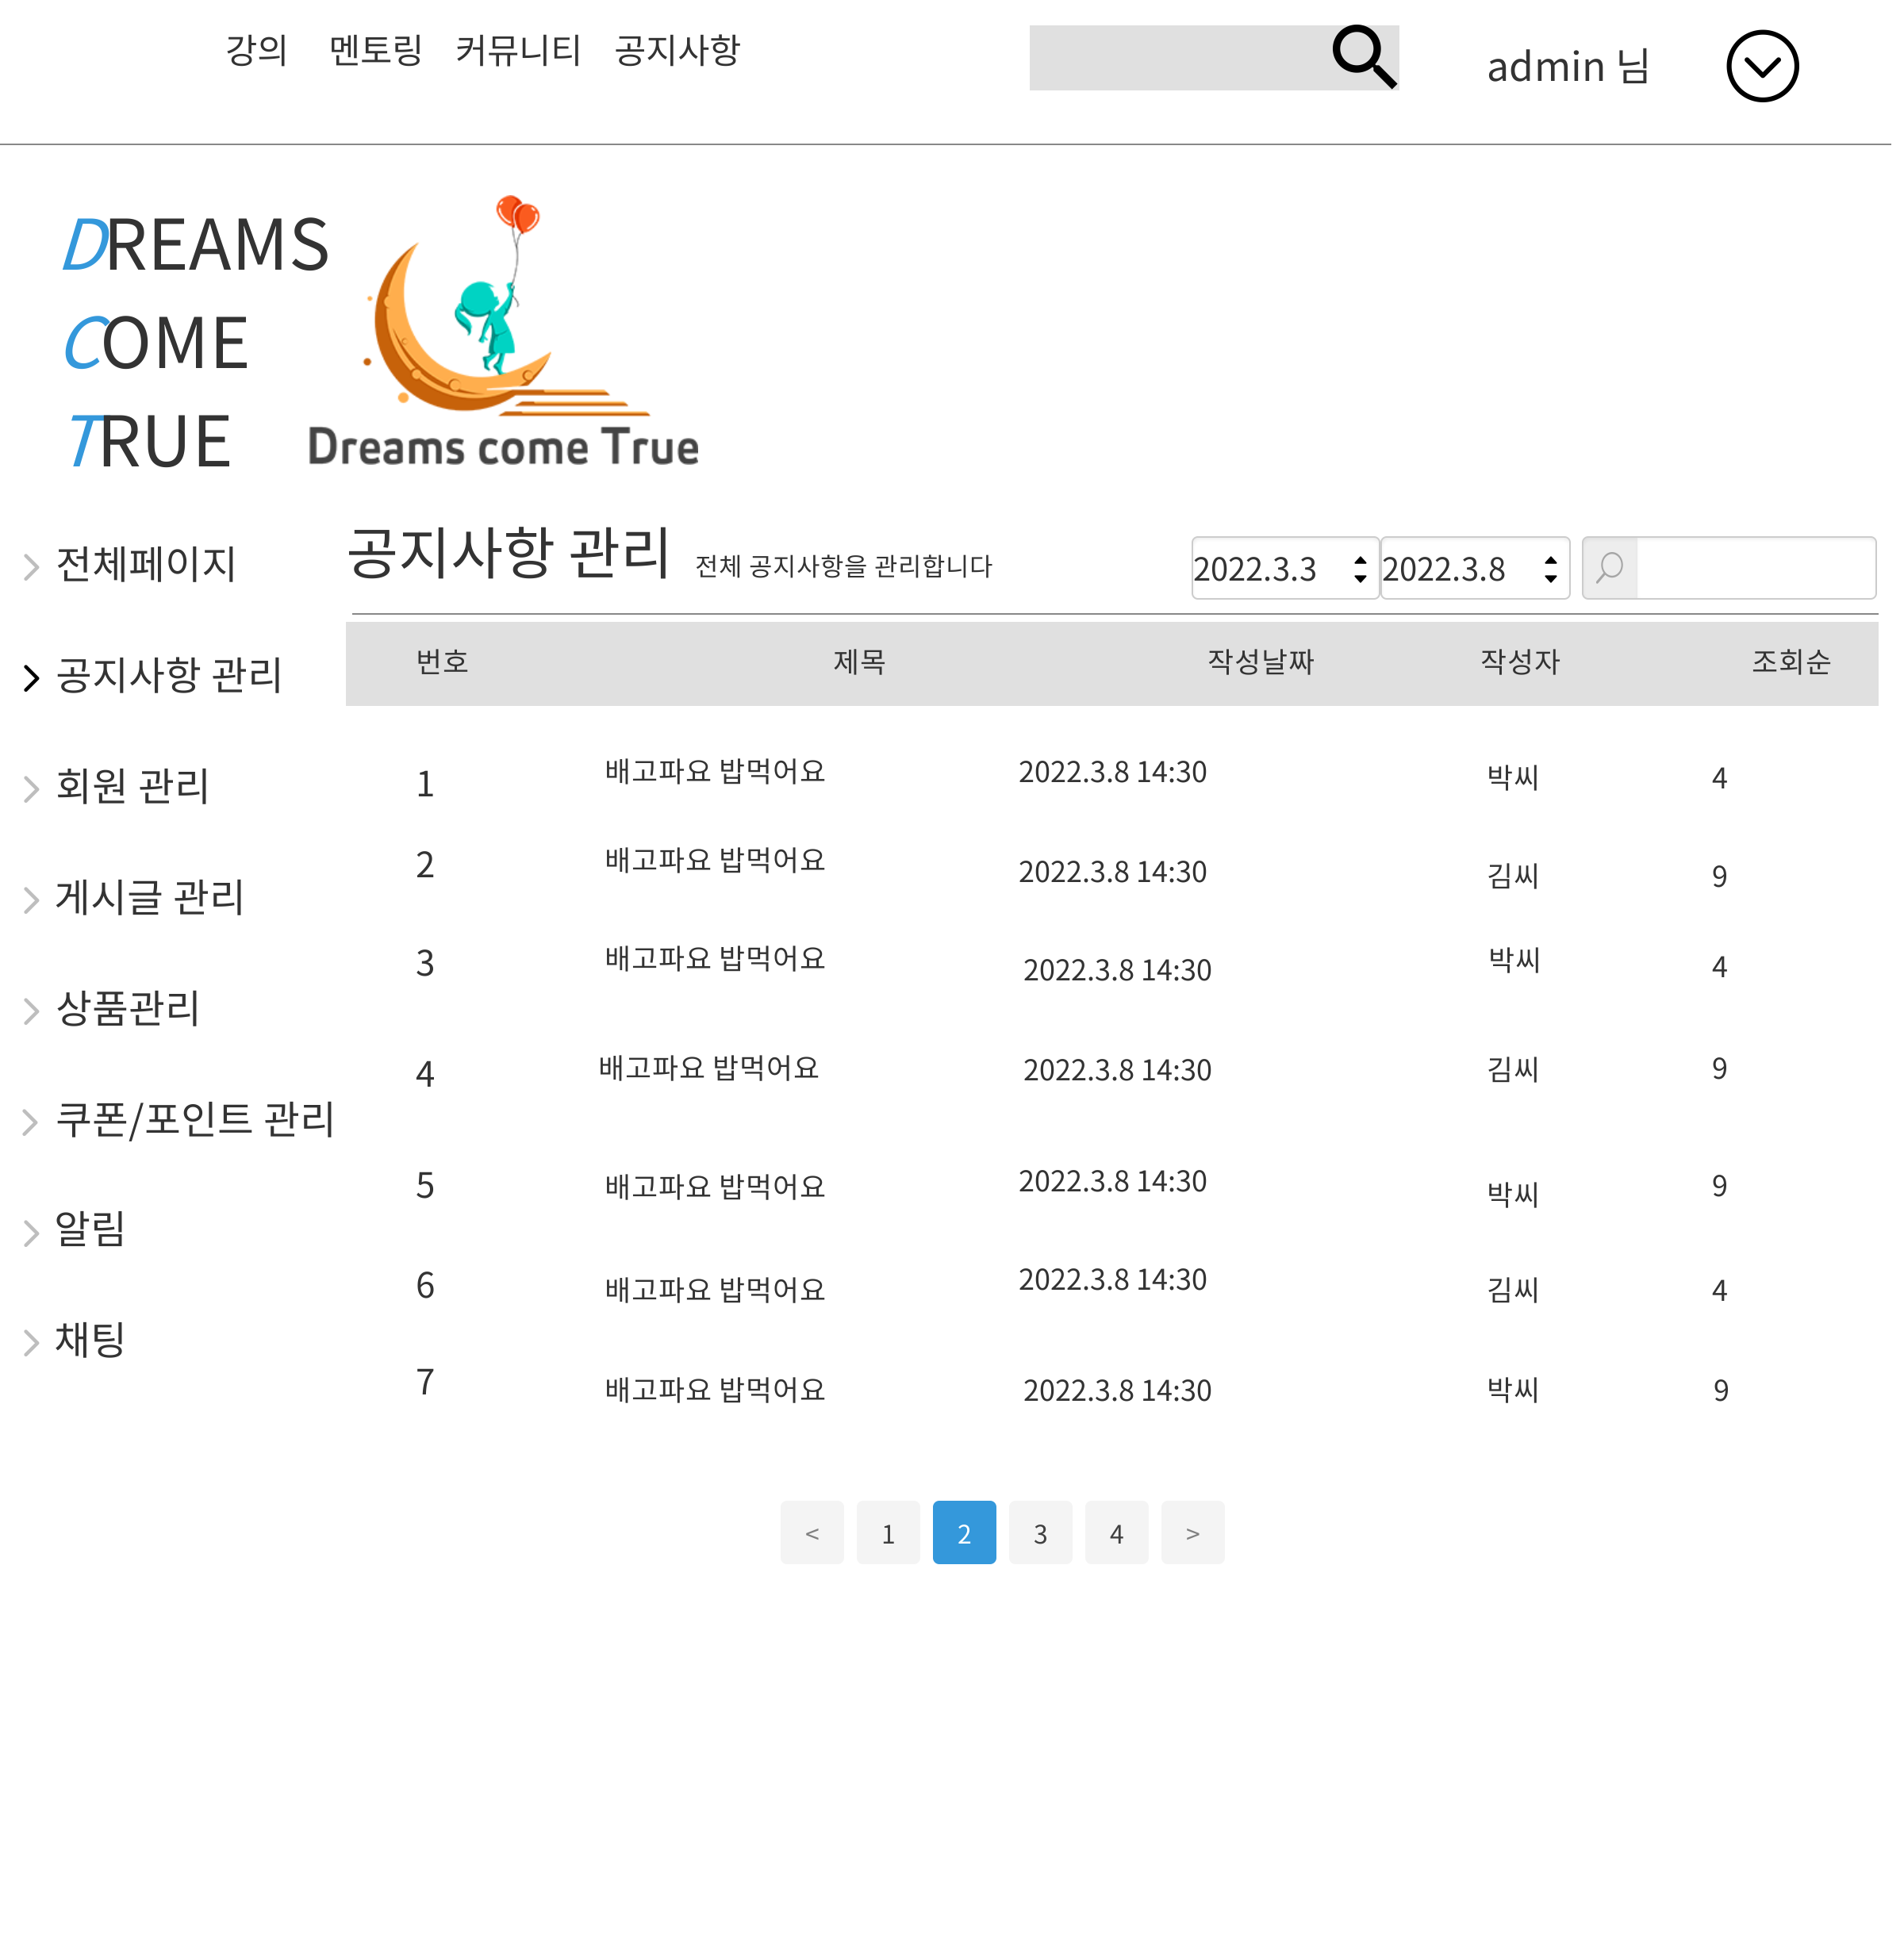 강의 멘토링 커뮤니티 공지사항 admin 님
DREAMS
COME
TRUE
Dreams come True
전체페이지
공지사항 관리
회원 관리
게시글 관리
상품관리
쿠폰/포인트 관리
알림
채팅
공지사항 관리 전체 공지사항을 관리합니다 2022.3.3 2022.3.8
번호 제목 작성날짜 작성자 조회순
1 배고파요 밥먹어요 2022.3.8 14:30 박씨 4
2 배고파요 밥먹어요 2022.3.8 14:30 김씨 9
3 배고파요 밥먹어요 2022.3.8 14:30 박씨 4
4 배고파요 밥먹어요 2022.3.8 14:30 김씨 9
5 배고파요 밥먹어요 2022.3.8 14:30 박씨 9
6 배고파요 밥먹어요 2022.3.8 14:30 김씨 4
7 배고파요 밥먹어요 2022.3.8 14:30 박씨 9
< 1 2 3 4 >